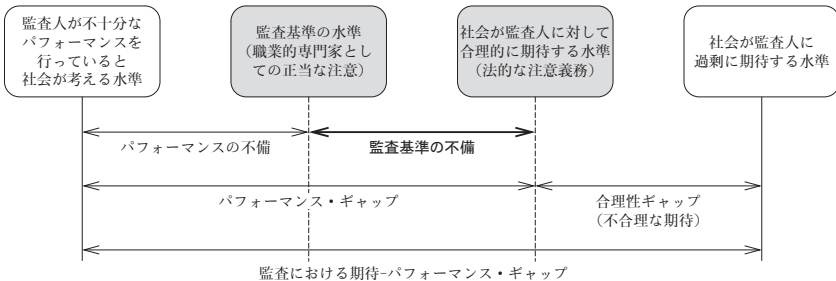 監査人が不十分な
パフォーマンスを
行っていると
社会が考える水準
監査基準の水準
(職業的専門家とし
ての正当な注意)
社会が監査人に対して
合理的に期待する水準
(法的な注意義務)
社会が監査人に
過剰に期待する水準
パフォーマンスの不備
監査基準の不備
パフォーマンス・ギャップ
合理性ギャップ
(不合理な期待)
監査における期待-パフォーマンス・ギャップ